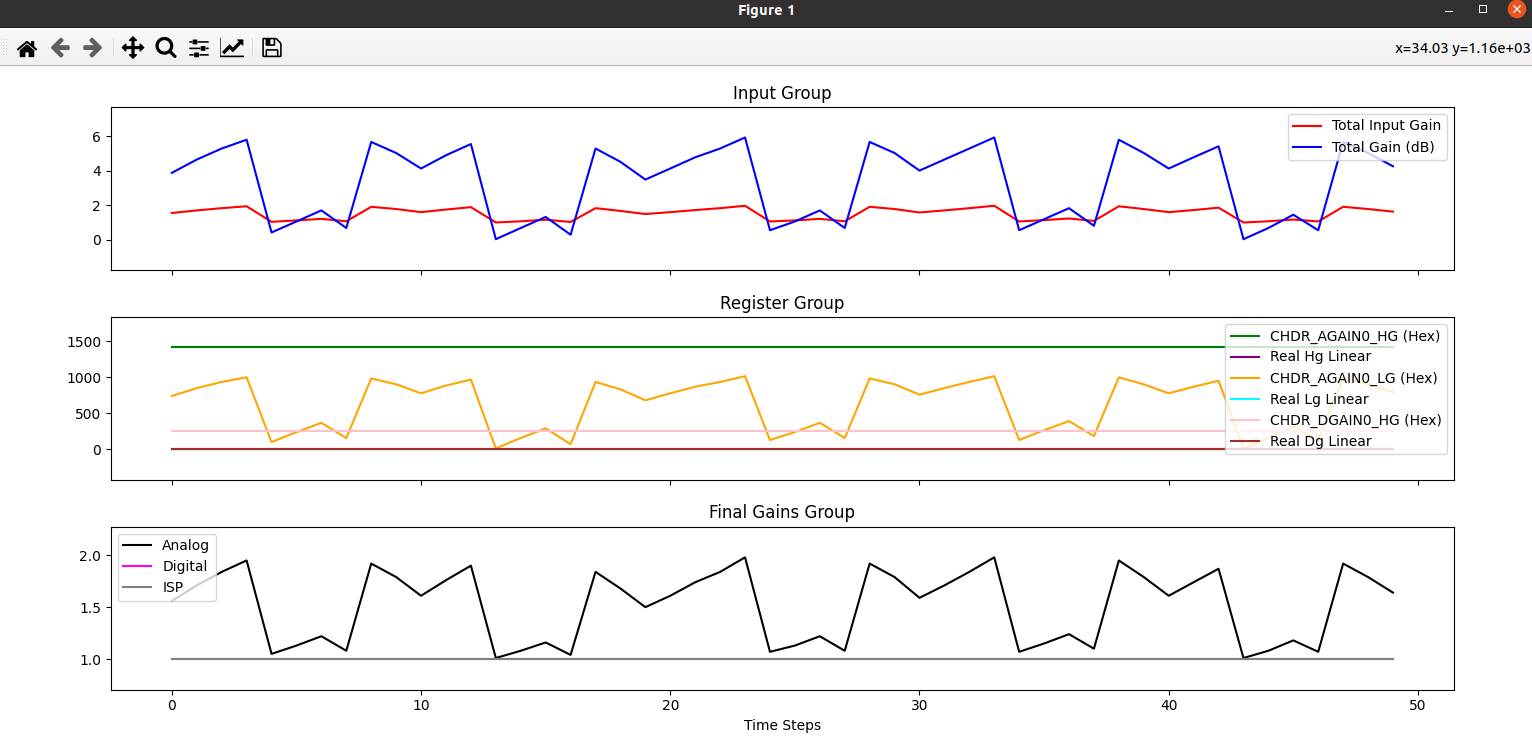 Figure 1
x=34.03 y=1.16e+03
Input Group
6
4
2
0
Total Input Gain
Total Gain (dB)
Register Group
1500
1000
500
0
CHDR_AGAIN0_HG (Hex)
Real Hg Linear
CHDR_AGAIN0_LG (Hex)
Real Lg Linear
CHDR_DGAIN0_HG (Hex)
Real Dg Linear
Final Gains Group
2.0
1.5
1.0
Analog
Digital
ISP
0 10 20 30 40 50
Time Steps